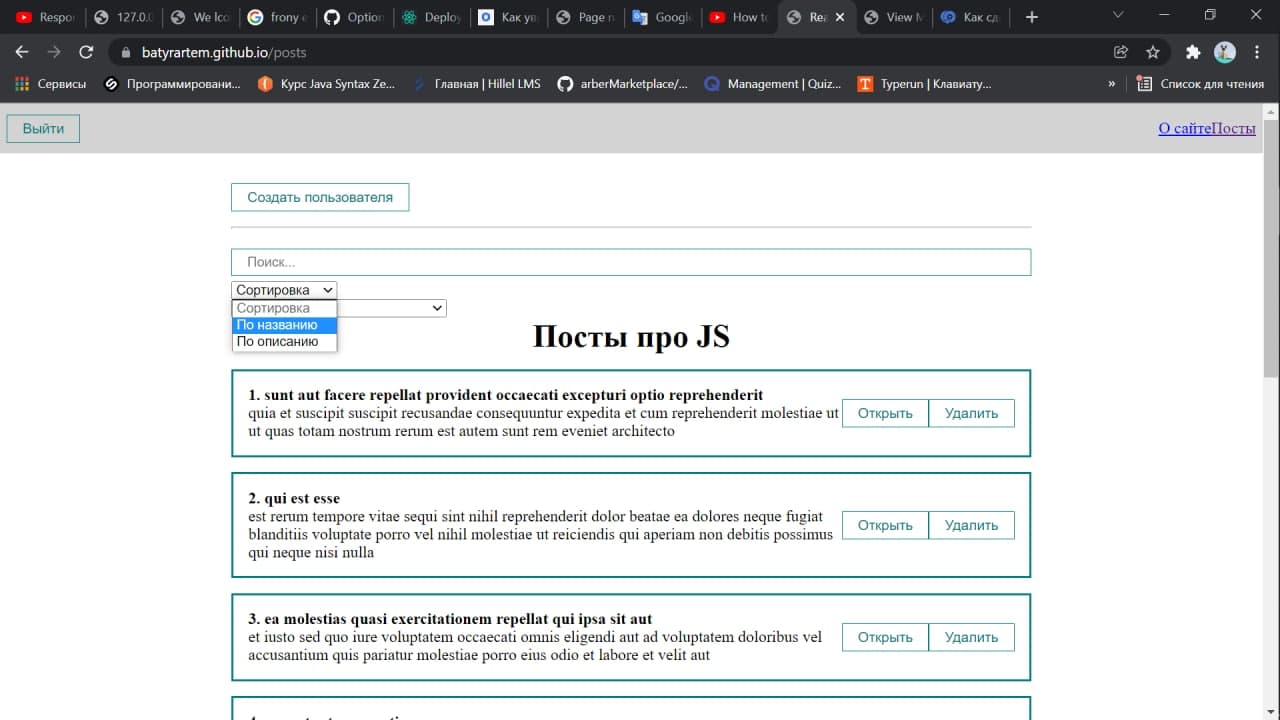 Respor
127.0.
We lco
frony
Option
Deploy
Как ув
Page n
Google
How to
Rea
View M
Как сд
batyrartem.github.io/posts
Сервисы
Программировани...
Курс Java Syntax Ze...
Главная | Hillel LMS
arberMarketplace/...
Management | Quiz...
Typerun | Клавиату...
»
Список для чтения
Выйти
О сайтеПосты
Создать пользователя
Поиск...
Сортировка
Сортировка
По названию
По описанию
Посты про JS
1. sunt aut facere repellat provident occaecati excepturi optio reprehenderit
quia et suscipit suscipit recusandae consequuntur expedita et cum reprehenderit molestiae ut
ut quas totam nostrum rerum est autem sunt rem eveniet architecto
Открыть
Удалить
2. qui est esse
est rerum tempore vitae sequi sint nihil reprehenderit dolor beatae ea dolores neque fugiat
blanditiis voluptate porro vel nihil molestiae ut reiciendis qui aperiam non debitis possimus
qui neque nisi nulla
Открыть
Удалить
3. ea molestias quasi exercitationem repellat qui ipsa sit aut
et iusto sed quo iure voluptatem occaecati omnis eligendi aut ad voluptatem doloribus vel
accusantium quis pariatur molestiae porro eius odio et labore et velit aut
Открыть
Удалить